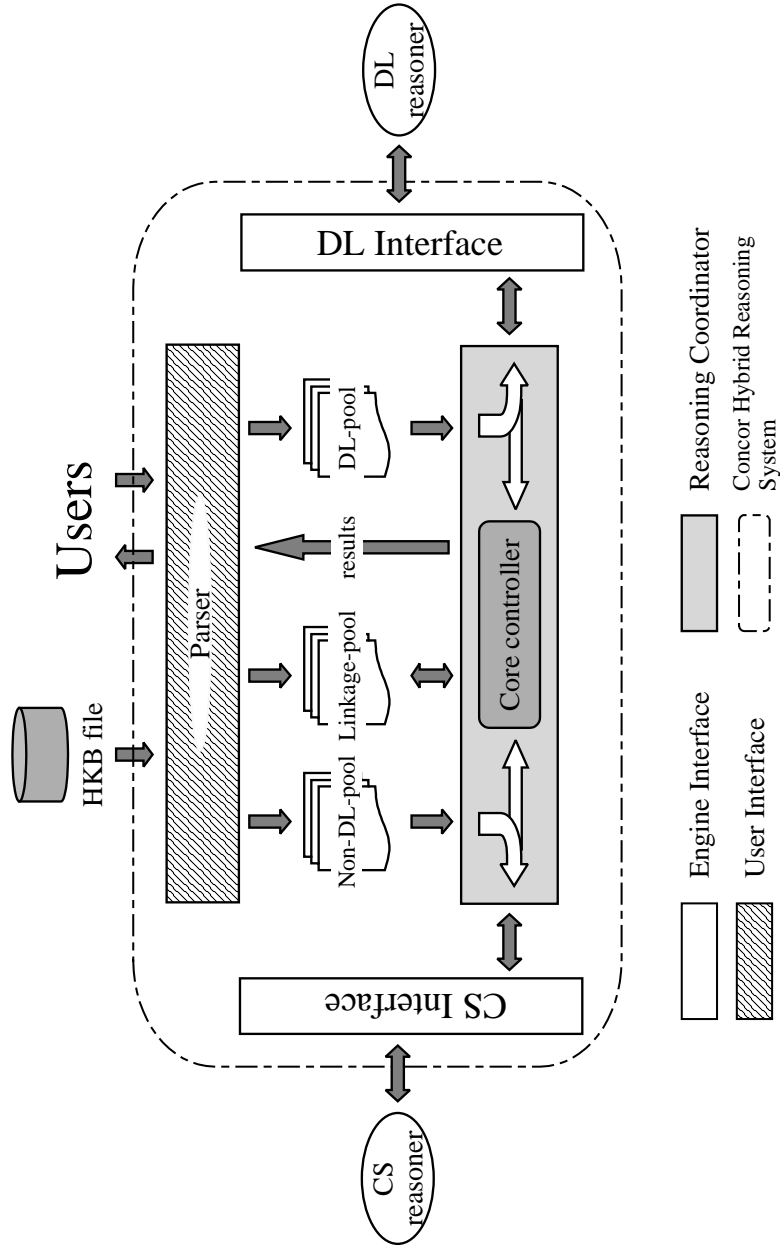 HKB file
Users
Parser
Non-DL-pool
Linkage-pool
results
DL-pool
Core controller
CS Interface
DL Interface
CS
reasoner
DL
reasoner
Engine Interface
Reasoning Coordinator
User Interface
Concor Hybrid Reasoning
System